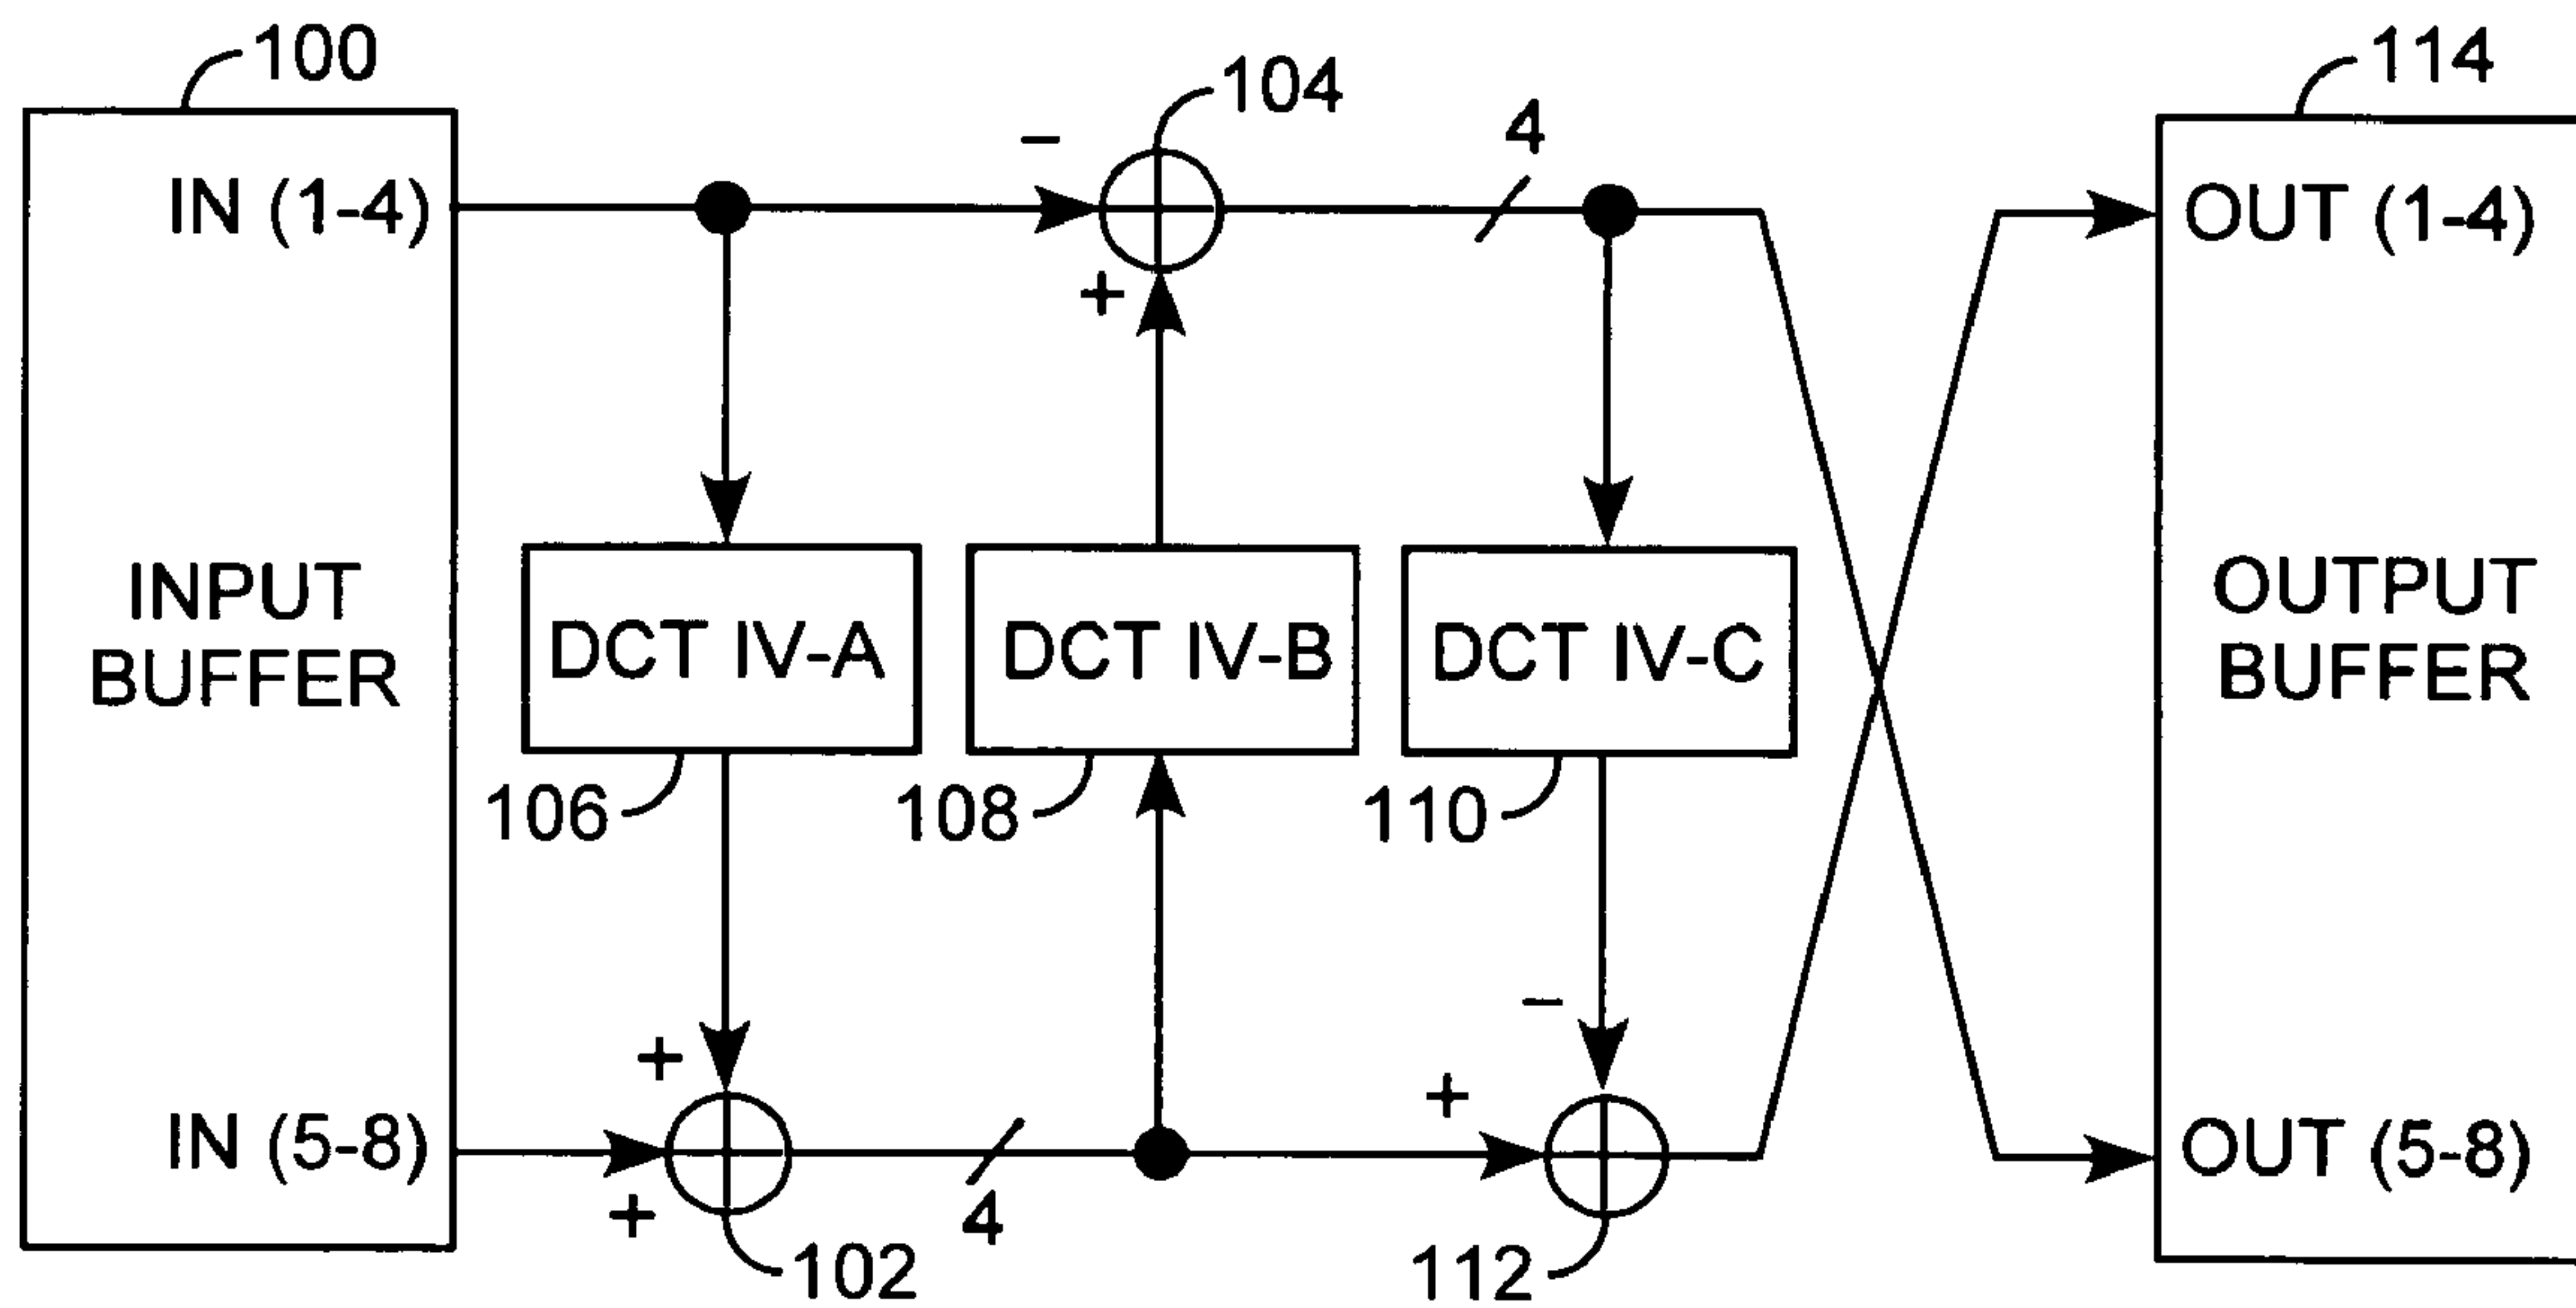 100
104
4
114
IN (1-4)
−
OUT (1-4)
+
INPUT
BUFFER
DCT IV-A
DCT IV-B
DCT IV-C
OUTPUT
BUFFER
106
108
110
−
+
+
IN (5-8)
OUT (5-8)
+
4
102
112